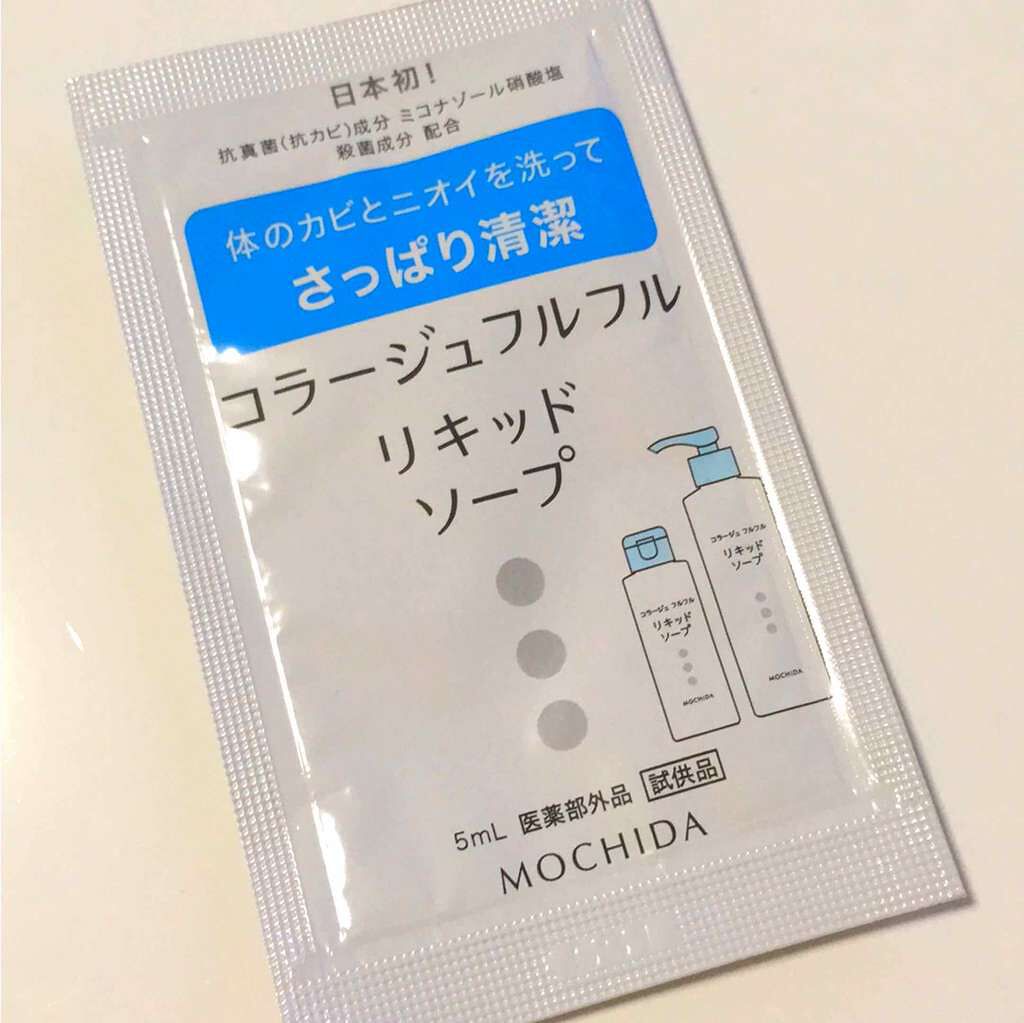 日本初！
抗真菌(抗カビ)成分 ミコナゾール硝酸塩
殺菌成分 配合
体のカビとニオイを洗って
さっぱり清潔
コラージュフルフル
リキッド
ソープ
コラージュ フルフル
リキッド
ソープ
MOCHIDA
コラージュ フルフル
リキッド
ソープ
MOCHIDA
5mL 医薬部外品 試供品
MOCHIDA